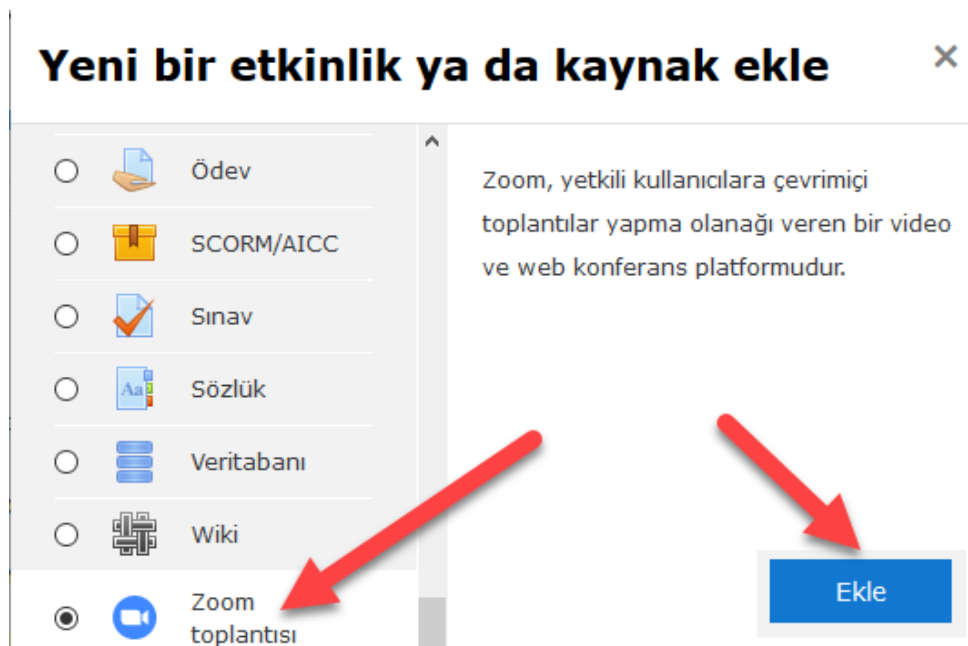 Yeni bir etkinlik ya da kaynak ekle
Ödev
SCORM/AICC
Sınav
Aa
Sözlük
Veritabanı
Wiki
Zoom
toplantısı
Zoom, yetkili kullanıcılara çevrimiçi
toplantılar yapma olanağı veren bir video
ve web konferans platformudur.
Ekle